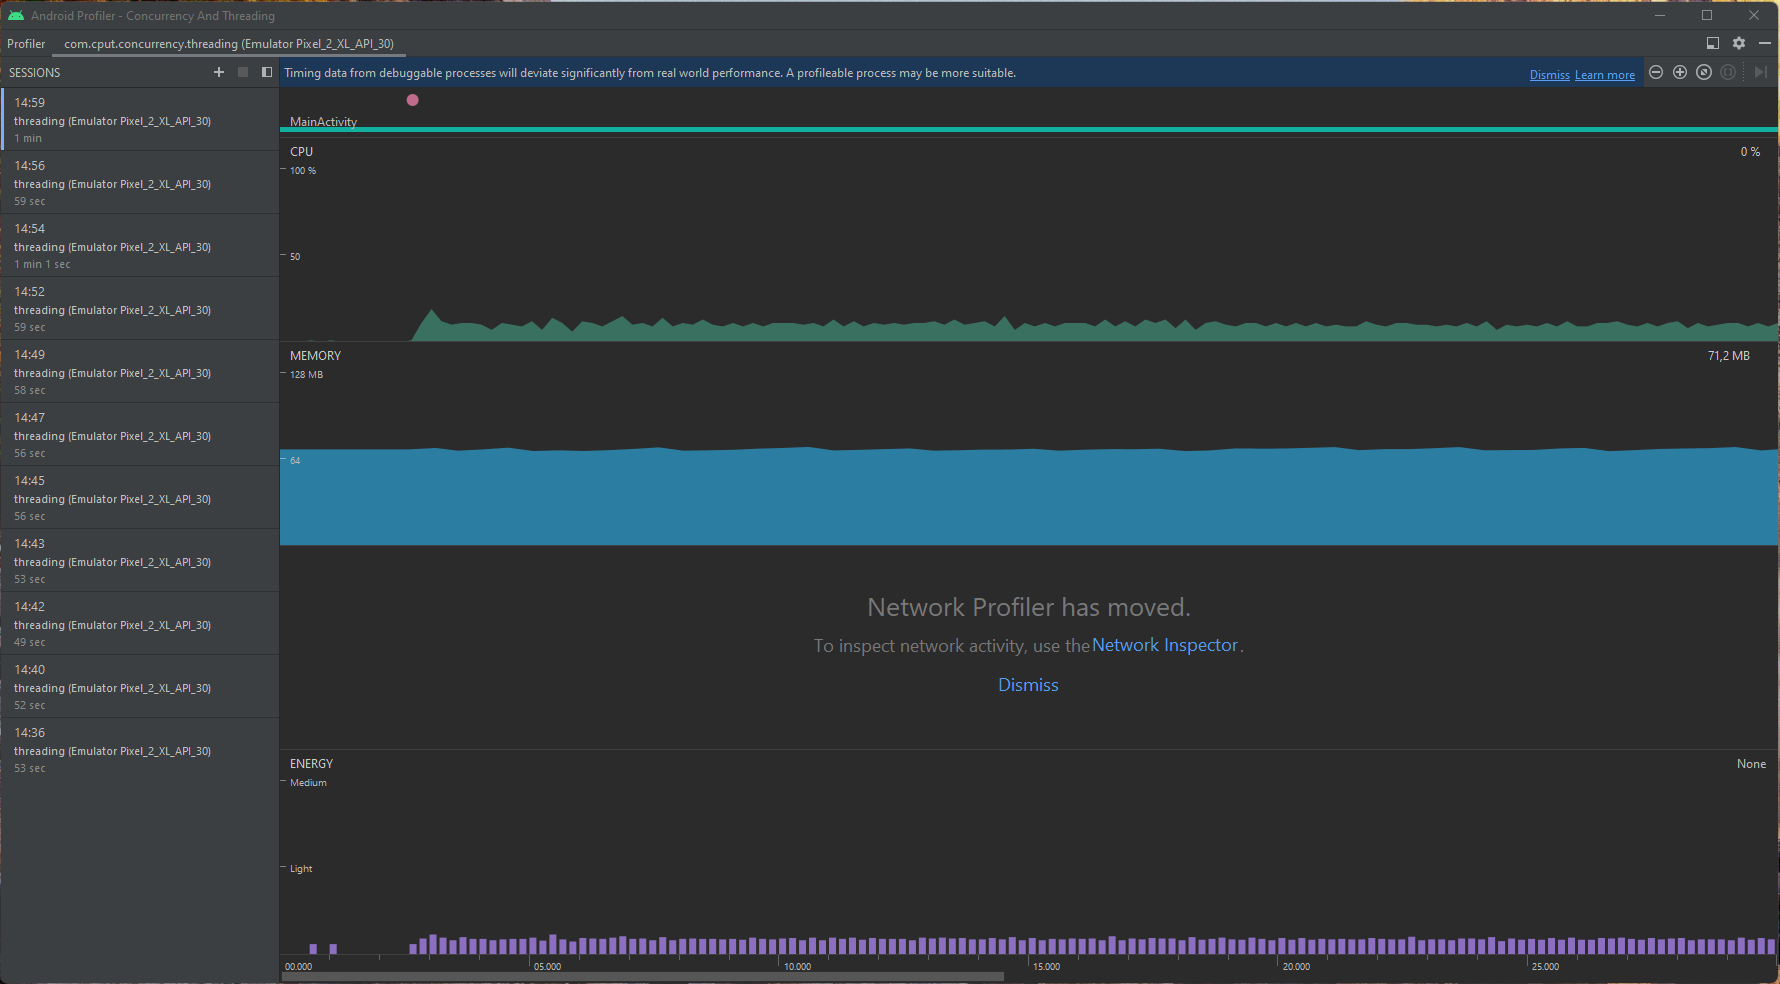 Android Profiler - Concurrency And Threading
Profiler
com.cput.concurrency.threading (Emulator Pixel_2_XL_API_30)
SESSIONS
Timing data from debuggable processes will deviate significantly from real world performance. A profileable process may be more suitable.
Dismiss Learn more
14:59
threading (Emulator Pixel_2_XL_API_30)
1 min
14:56
threading (Emulator Pixel_2_XL_API_30)
59 sec
14:54
threading (Emulator Pixel_2_XL_API_30)
1 min 1 sec
14:52
threading (Emulator Pixel_2_XL_API_30)
59 sec
14:49
threading (Emulator Pixel_2_XL_API_30)
58 sec
14:47
threading (Emulator Pixel_2_XL_API_30)
56 sec
14:45
threading (Emulator Pixel_2_XL_API_30)
56 sec
14:43
threading (Emulator Pixel_2_XL_API_30)
53 sec
14:42
threading (Emulator Pixel_2_XL_API_30)
49 sec
14:40
threading (Emulator Pixel_2_XL_API_30)
52 sec
14:36
threading (Emulator Pixel_2_XL_API_30)
53 sec
MainActivity
CPU
0 %
100 %
50
MEMORY
71,2 MB
128 MB
64
Network Profiler has moved.
To inspect network activity, use the Network Inspector.
Dismiss
ENERGY
None
Medium
Light
00.000
05.000
10.000
15.000
20.000
25.000